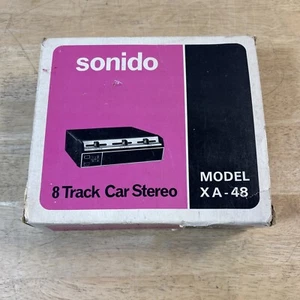 sonido
8 Track Car Stereo
MODEL
XA-48